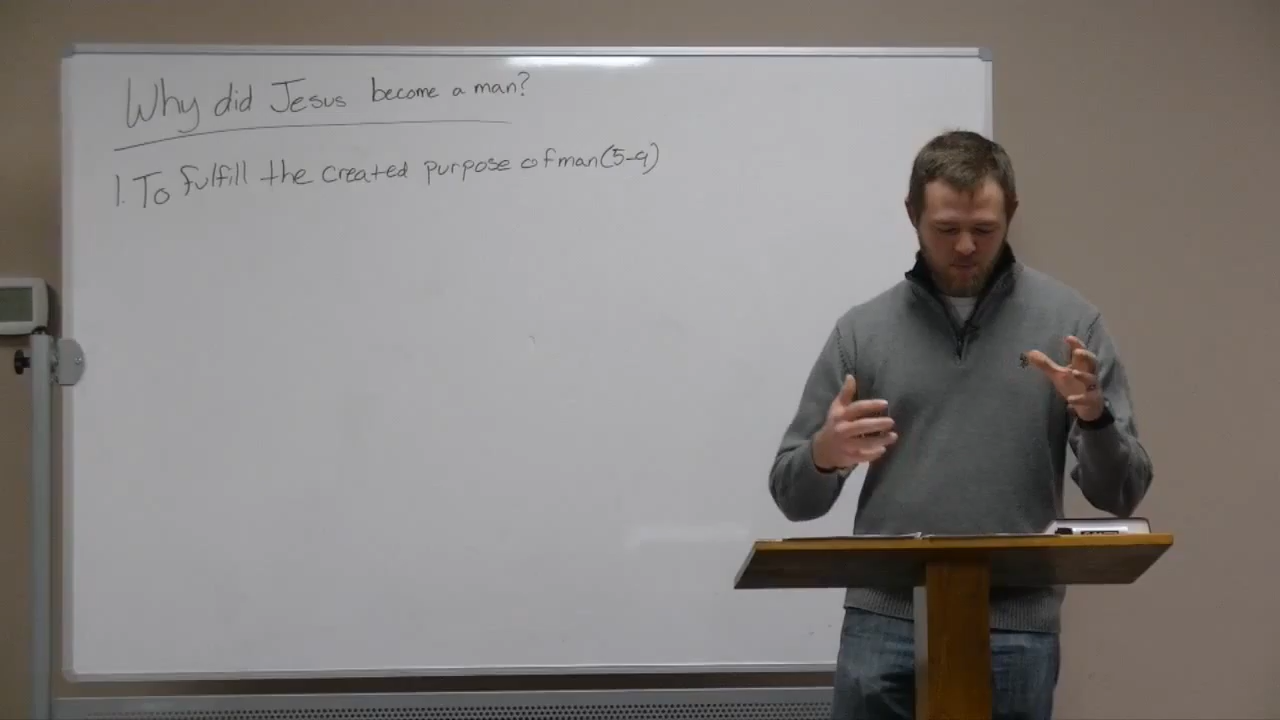 Why did Jesus become a man?
1. To fulfill the created purpose of man (5-9)